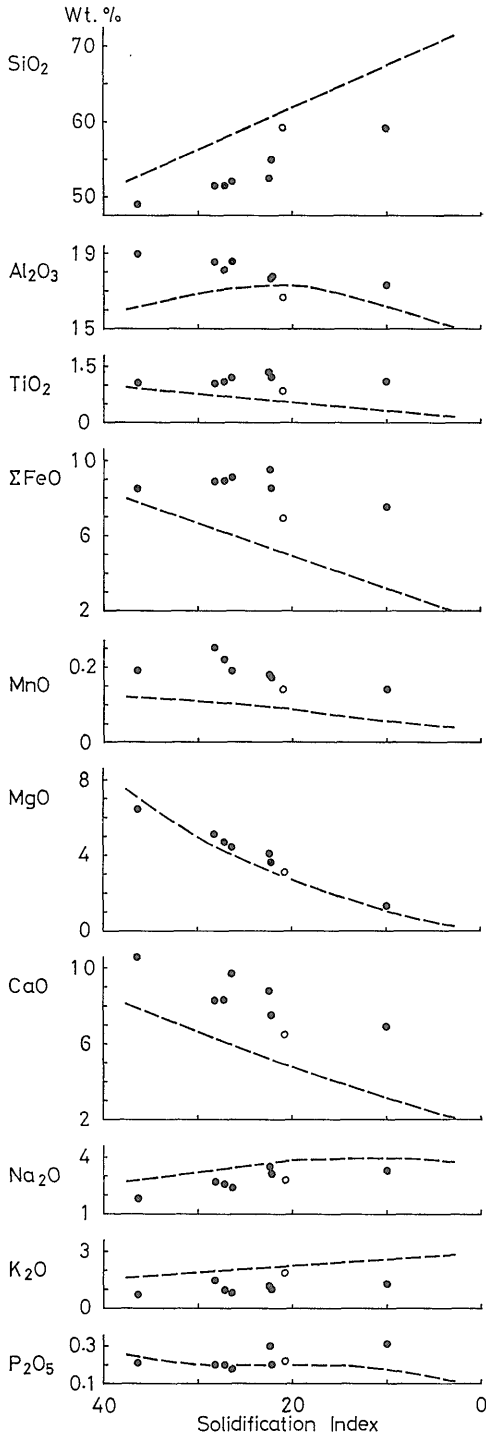 Wt. %
SiO₂
70
60
50
Al₂O₃
19
15
TiO₂
1.5
0
ΣFeO
10
6
2
MnO
0.2
0
MgO
8
4
0
CaO
10
6
2
Na₂O
4
1
K₂O
3
0
P₂O₅
0.3
0.1
40 20 0
Solidification Index